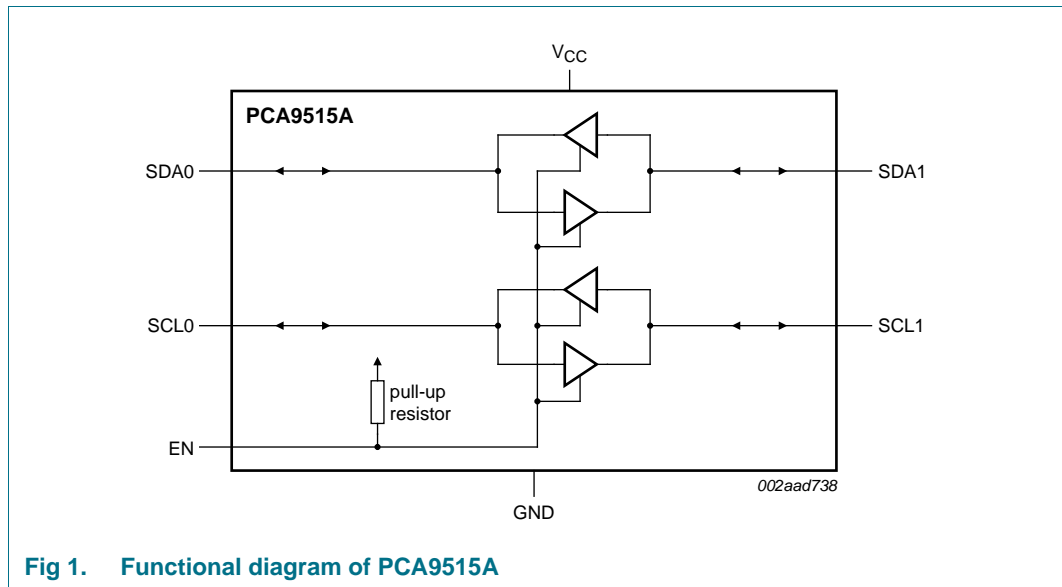 VCC
PCA9515A
SDA0
SDA1
SCL0
SCL1
pull-up
resistor
EN
002aad738
GND
Fig 1. Functional diagram of PCA9515A